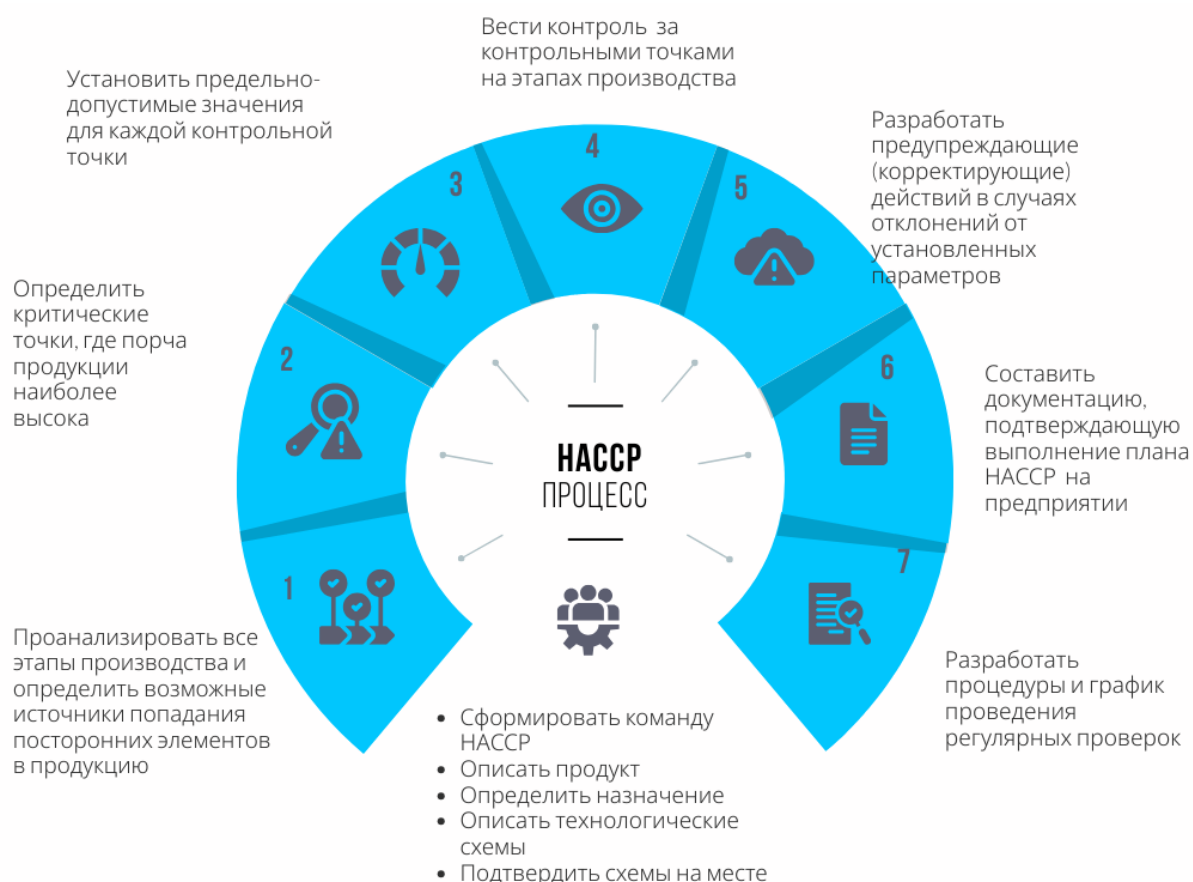 Вести контроль за
контрольными точками
на этапах производства
Установить предельно-
допустимые значения
для каждой контрольной
точки
Разработать
предупреждающие
(корректирующие)
действий в случаях
отклонений от
установленных
параметров
Определить
критические
точки, где порча
продукции
наиболее
высока
Составить
документацию,
подтверждающую
выполнение плана
НАССР на
предприятии
Проанализировать все
этапы производства и
определить возможные
источники попадания
посторонних элементов
в продукцию
Разработать
процедуры и график
проведения
регулярных проверок
1
2
3
4
5
6
7
НАССР
ПРОЦЕСС
• Сформировать команду
НАССР
• Описать продукт
• Определить назначение
• Описать технологические
схемы
• Подтвердить схемы на месте